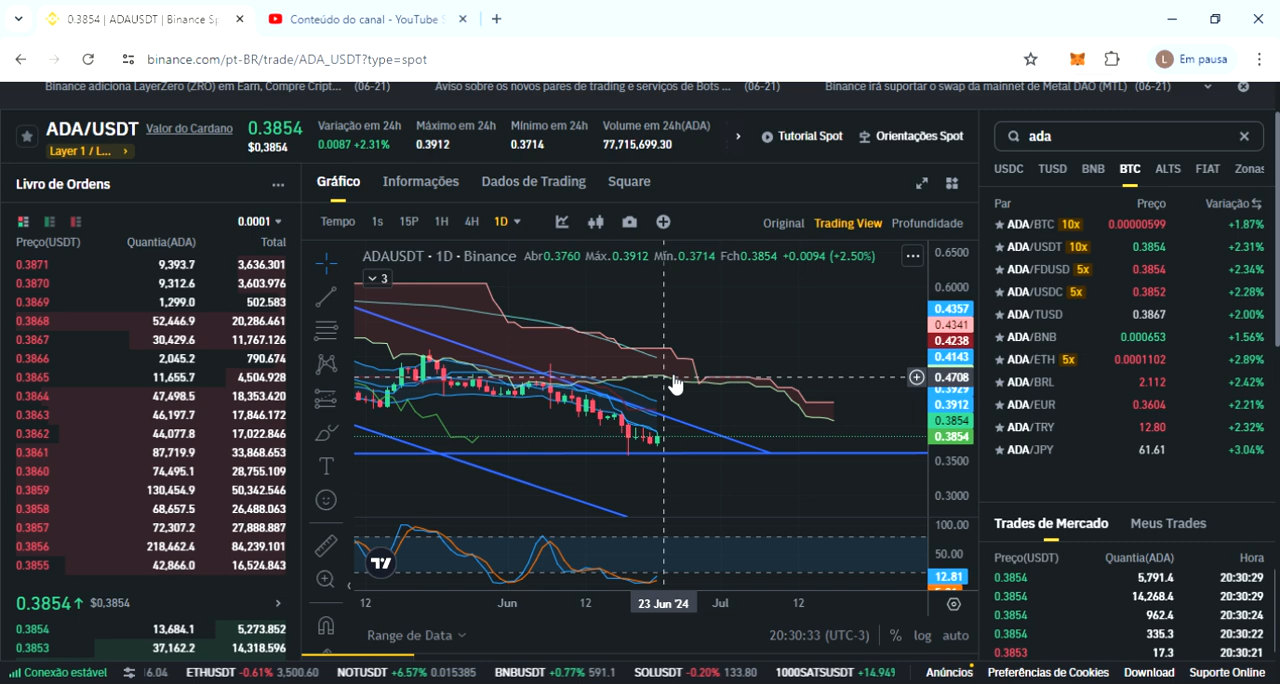 0.3854 | ADAUSDT | Binance Sp
Conteúdo do canal - YouTube S
binance.com/pt-BR/trade/ADA_USDT?type=spot
L Em pausa
Binance adiciona LayerZero (ZRO) em Earn, Compre Cript... (06-21) Aviso sobre os novos pares de trading e serviços de Bots ... (06-21) Binance irá suportar o swap da mainnet de Metal DAO (MTL) (06-21)
ADA/USDT Valor do Cardano
Layer 1 / L...
0.3854
$0,3854
Variação em 24h
0.0087 +2.31%
Máximo em 24h
0.3912
Mínimo em 24h
0.3714
Volume em 24h(ADA)
77,715,699.30
Tutorial Spot Orientações Spot
Livro de Ordens
0.0001
Preço(USDT) Quantia(ADA) Total
0.3871 9,393.7 3,636.301
0.3870 9,312.6 3,603.976
0.3869 1,299.0 502.583
0.3868 52,446.9 20,286.461
0.3867 30,429.6 11,767.126
0.3866 2,045.2 790.674
0.3865 11,655.7 4,504.928
0.3864 47,498.5 18,353.420
0.3863 46,197.7 17,846.172
0.3862 44,077.8 17,022.846
0.3861 87,719.9 33,868.653
0.3860 74,495.1 28,755.109
0.3859 130,454.9 50,342.546
0.3858 68,657.5 26,488.063
0.3857 72,307.2 27,888.887
0.3856 218,462.4 84,239.101
0.3855 42,866.0 16,524.843
0.3854 $0,3854
0.3854 13,684.1 5,273.852
0.3853 37,162.2 14,318.596
Gráfico Informações Dados de Trading Square
Tempo 1s 15P 1H 4H 1D
Original Trading View Profundidade
ADAUSDT · 1D · Binance Abr0.3760 Máx.0.3912 Mín.0.3714 Fch0.3854 +0.0094 (+2.50%)
3
0.6500
0.6000
0.4357
0.4341
0.4238
0.4143
0.4708
0.3929
0.3912
0.3854
0.3854
0.3500
0.3000
100.00
50.00
12.81
12 Jun 12 23 Jun '24 Jul 12
Range de Data
20:30:33 (UTC-3) % log auto
ada
USDC TUSD BNB BTC ALTS FIAT Zonas
Par Preço Variação
ADA/BTC 10x 0.00000599 +1.87%
ADA/USDT 10x 0.3854 +2.31%
ADA/FDUSD 5x 0.3854 +2.34%
ADA/USDC 5x 0.3852 +2.28%
ADA/TUSD 0.3867 +2.00%
ADA/BNB 0.000653 +1.56%
ADA/ETH 5x 0.0001102 +2.89%
ADA/BRL 2.112 +2.42%
ADA/EUR 0.3604 +2.21%
ADA/TRY 12.80 +2.32%
ADA/JPY 61.61 +3.04%
Trades de Mercado Meus Trades
Preço(USDT) Quantia(ADA) Hora
0.3854 5,791.4 20:30:29
0.3854 14,268.4 20:30:29
0.3854 962.4 20:30:24
0.3854 335.3 20:30:22
0.3853 17.3 20:30:21
Conexão estável 6.04 ETHUSDT -0.61% 3,500.60 NOTUSDT +6.57% 0.015385 BNBUSDT +0.77% 591.1 SOLUSDT -0.20% 133.80 1000SATSUSDT +14.94% Anúncios Preferências de Cookies Download Suporte Online